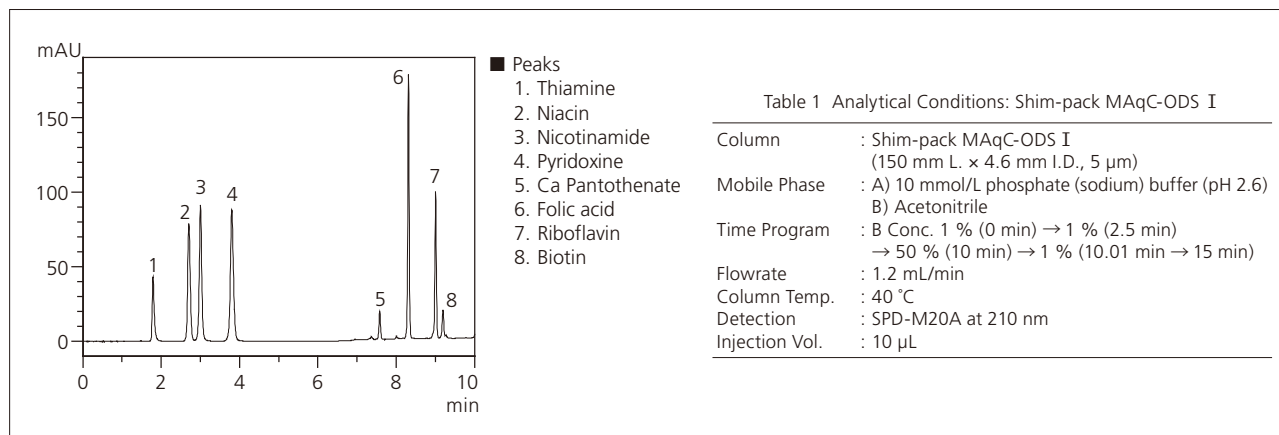 mAU
150
100
50
0
0
2
4
6
8
10
min
1
2
3
4
5
6
7
8
■ Peaks
1. Thiamine
2. Niacin
3. Nicotinamide
4. Pyridoxine
5. Ca Pantothenate
6. Folic acid
7. Riboflavin
8. Biotin
Table 1 Analytical Conditions: Shim-pack MAqC-ODS I
Column : Shim-pack MAqC-ODS I
(150 mm L. × 4.6 mm I.D., 5 μm)
Mobile Phase : A) 10 mmol/L phosphate (sodium) buffer (pH 2.6)
B) Acetonitrile
Time Program : B Conc. 1 % (0 min) → 1 % (2.5 min)
→ 50 % (10 min) → 1 % (10.01 min → 15 min)
Flowrate : 1.2 mL/min
Column Temp. : 40 ˚C
Detection : SPD-M20A at 210 nm
Injection Vol. : 10 μL